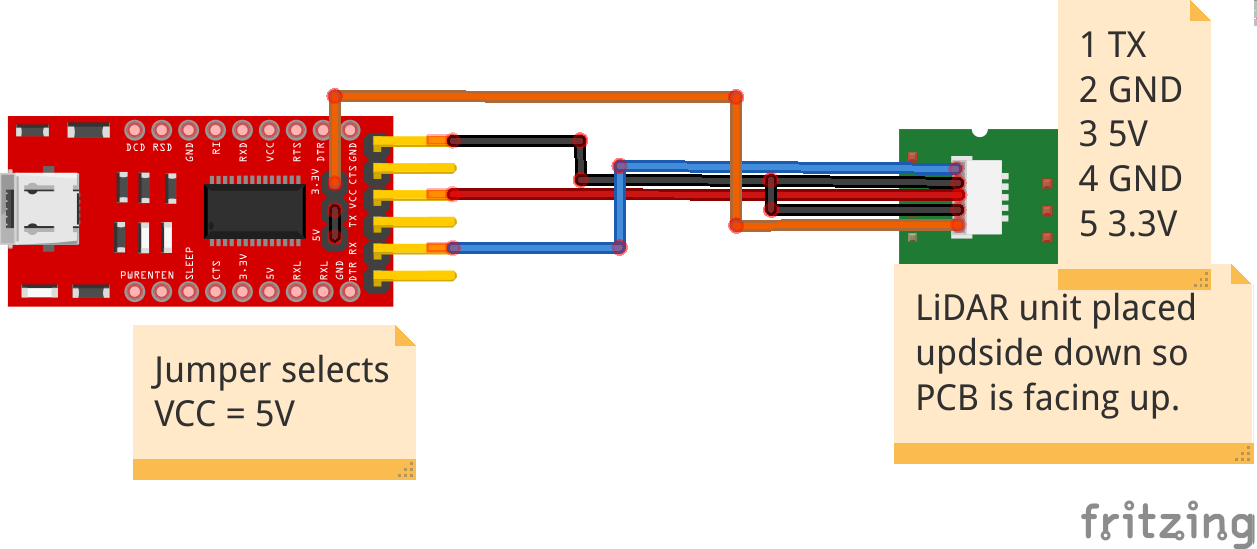 DCD RSD GND RI RXD VCC RTS DTR GND
3.3V VCC CTS
5V TX
RX
DTR
PWRENTEN SLEEP CTS 3.3V 5V RXL RXL GND
1 TX
2 GND
3 5V
4 GND
5 3.3V
Jumper selects
VCC = 5V
LiDAR unit placed
updside down so
PCB is facing up.
fritzing